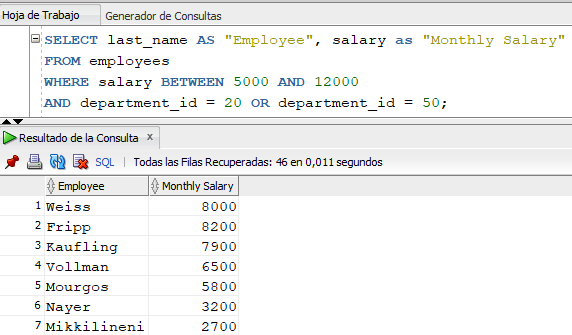 Hoja de Trabajo Generador de Consultas
SELECT last_name AS "Employee", salary as "Monthly Salary"
FROM employees
WHERE salary BETWEEN 5000 AND 12000
AND department_id = 20 OR department_id = 50;
Resultado de la Consulta x
SQL | Todas las Filas Recuperadas: 46 en 0,011 segundos
Employee Monthly Salary
1 Weiss 8000
2 Fripp 8200
3 Kaufling 7900
4 Vollman 6500
5 Mourgos 5800
6 Nayer 3200
7 Mikkilineni 2700